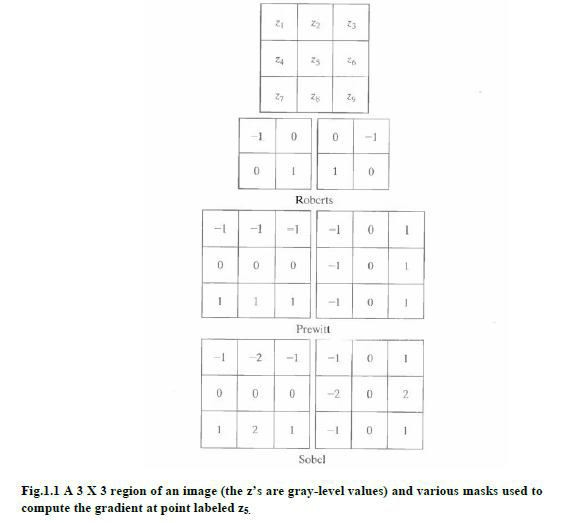 z1 z2 z3
z4 z5 z6
z7 z8 z9
-1 0 0 -1
0 1 1 0
Roberts
-1 -1 -1 -1 0 1
0 0 0 -1 0 1
1 1 1 -1 0 1
Prewitt
-1 -2 -1 -1 0 1
0 0 0 -2 0 2
1 2 1 -1 0 1
Sobel
Fig.1.1 A 3 X 3 region of an image (the z's are gray-level values) and various masks used to
compute the gradient at point labeled z5.